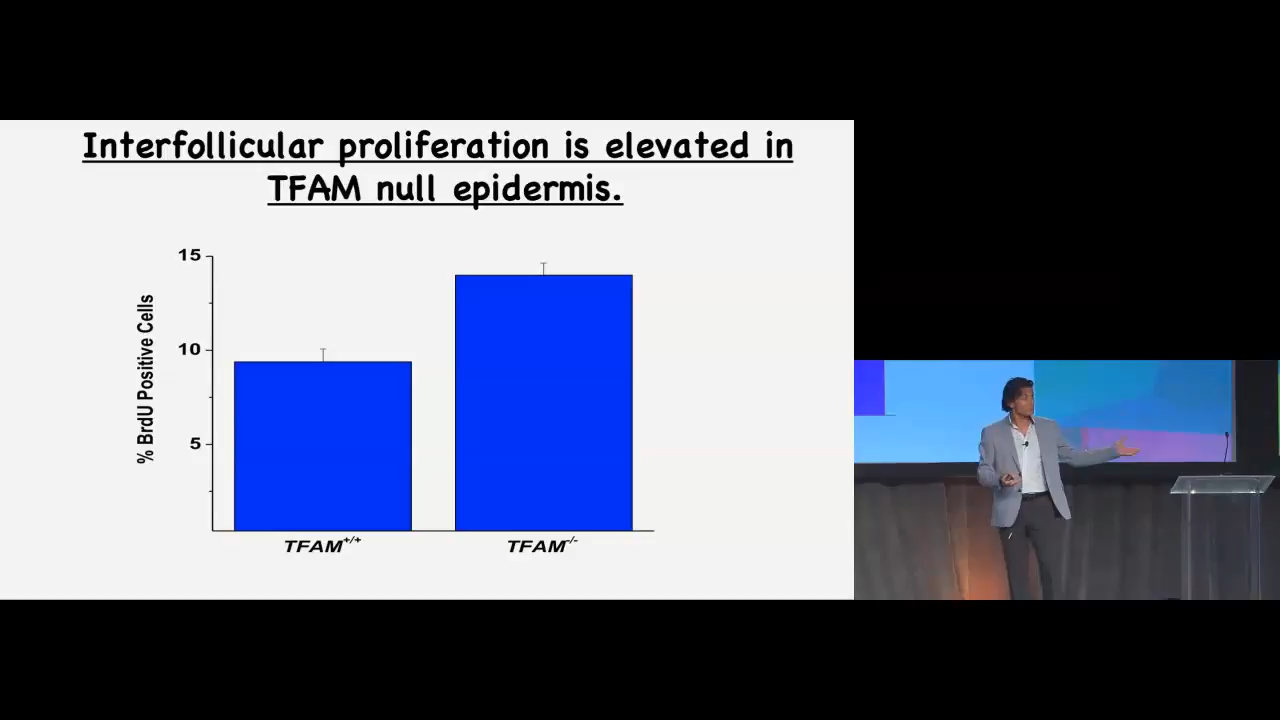 Interfollicular proliferation is elevated in
TFAM null epidermis.
15
10
5
% BrdU Positive Cells
TFAM+/+
TFAM-/-